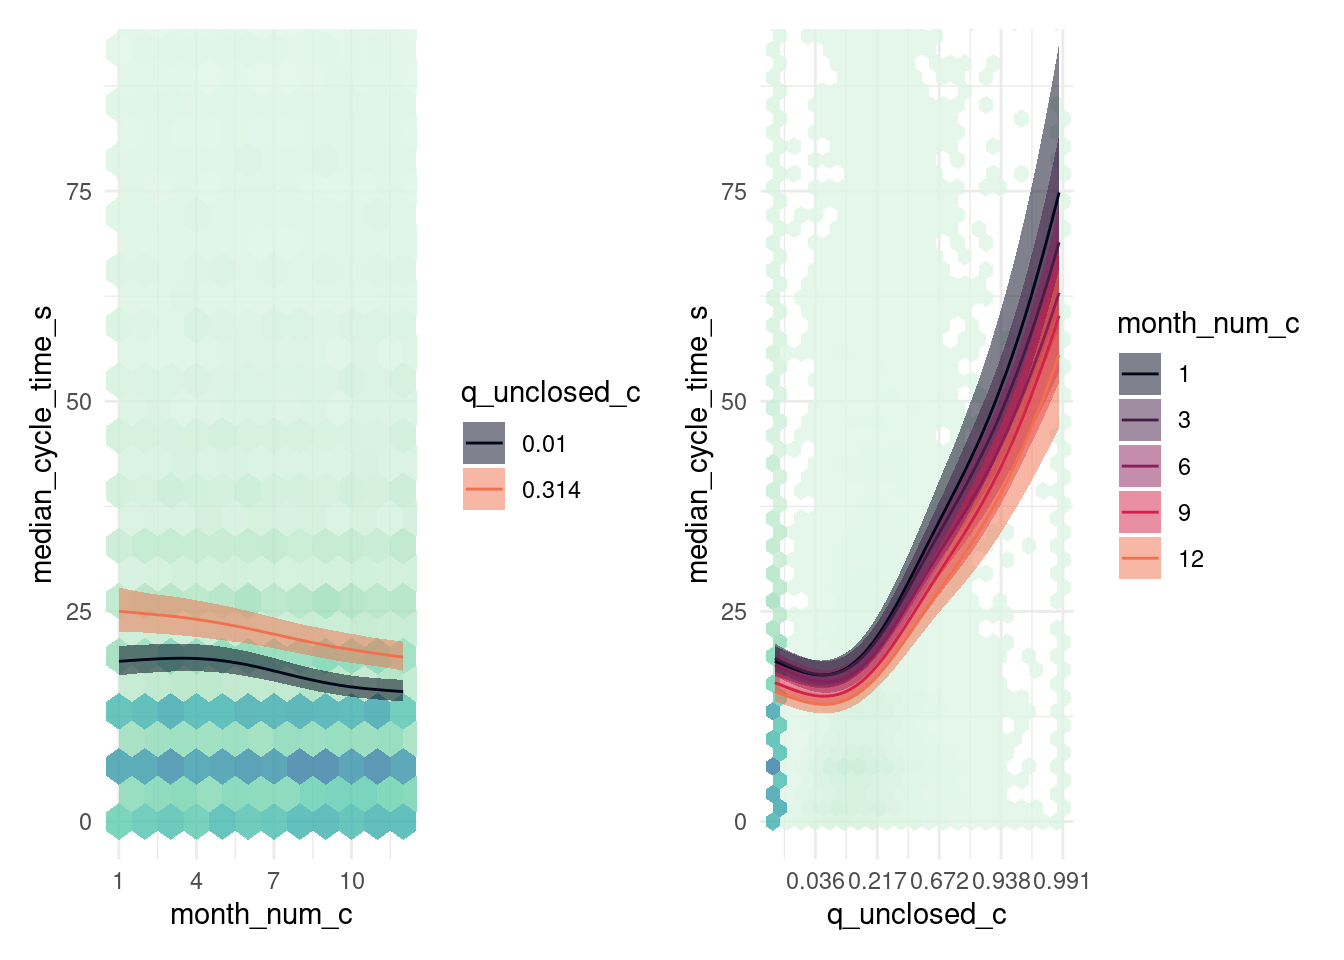 median_cycle_time_s
75
50
25
0
1 4 7 10
month_num_c
q_unclosed_c
0.01
0.314
median_cycle_time_s
75
50
25
0
0.036 0.217 0.672 0.938 0.991
q_unclosed_c
month_num_c
1
3
6
9
12